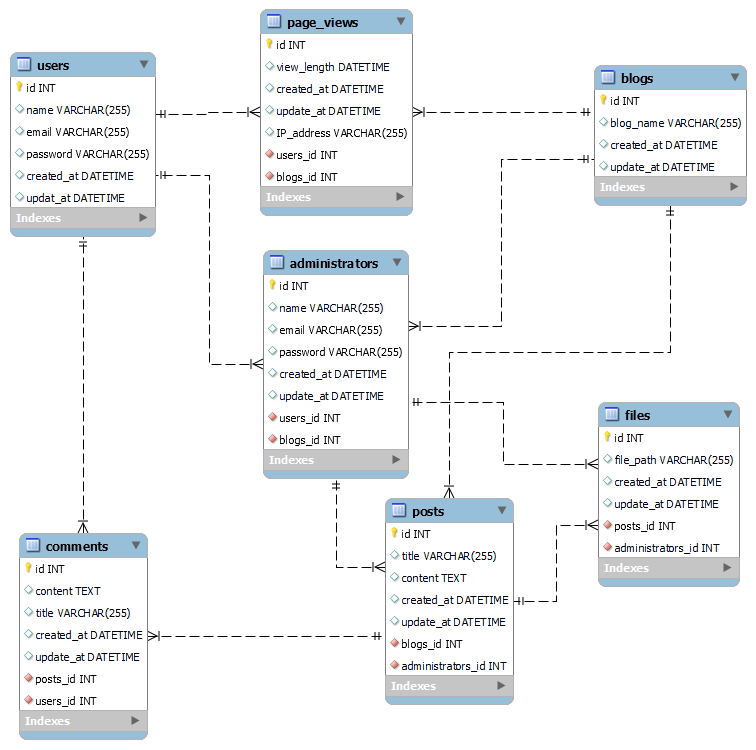 page_views
id INT
view_length DATETIME
created_at DATETIME
update_at DATETIME
IP_address VARCHAR(255)
users_id INT
blogs_id INT
Indexes
users
id INT
name VARCHAR(255)
email VARCHAR(255)
password VARCHAR(255)
created_at DATETIME
updat_at DATETIME
Indexes
blogs
id INT
blog_name VARCHAR(255)
created_at DATETIME
update_at DATETIME
Indexes
administrators
id INT
name VARCHAR(255)
email VARCHAR(255)
password VARCHAR(255)
created_at DATETIME
update_at DATETIME
users_id INT
blogs_id INT
Indexes
files
id INT
file_path VARCHAR(255)
created_at DATETIME
update_at DATETIME
posts_id INT
administrators_id INT
Indexes
posts
id INT
title VARCHAR(255)
content TEXT
created_at DATETIME
update_at DATETIME
blogs_id INT
administrators_id INT
Indexes
comments
id INT
content TEXT
title VARCHAR(255)
created_at DATETIME
update_at DATETIME
posts_id INT
users_id INT
Indexes